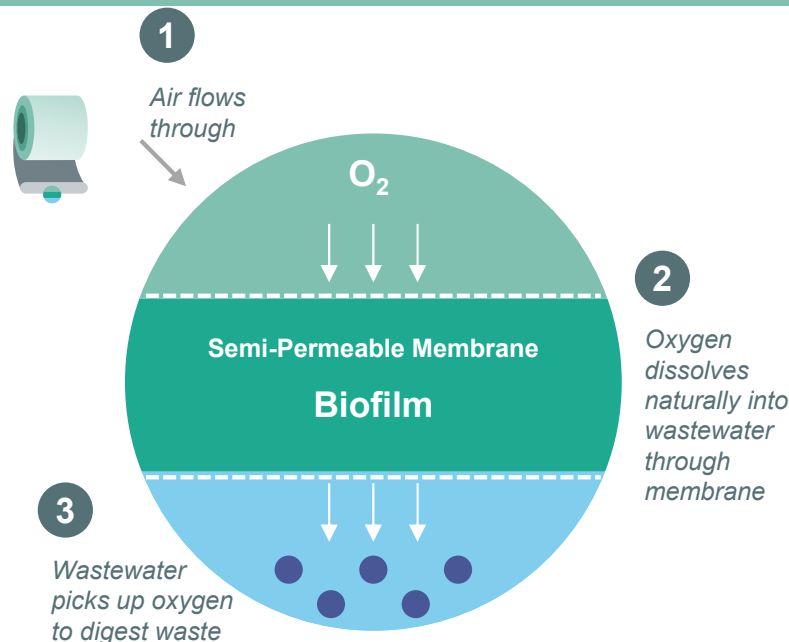 1
Air flows
through
O₂
Semi-Permeable Membrane
Biofilm
2
Oxygen
dissolves
naturally into
wastewater
through
membrane
3
Wastewater
picks up oxygen
to digest waste